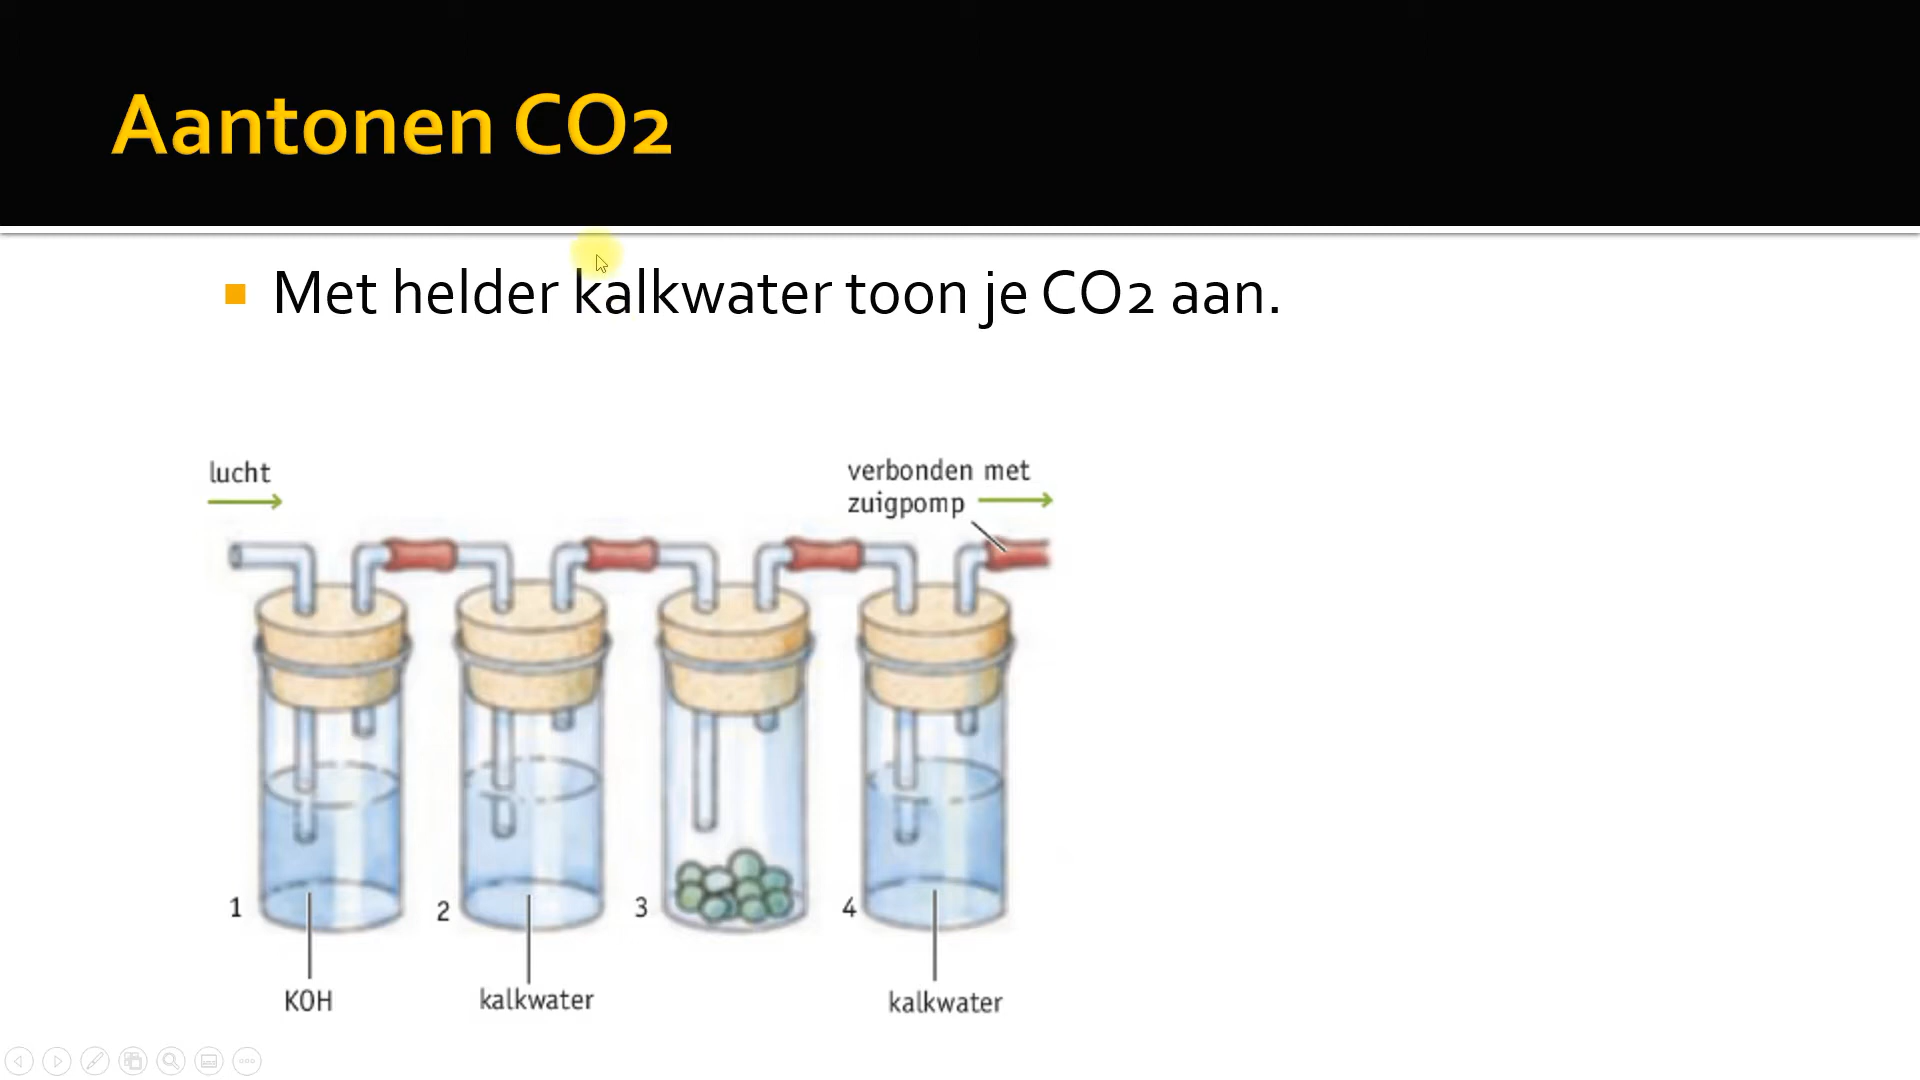 Aantonen CO2
Met helder kalkwater toon je CO2 aan.
lucht
verbonden met
zuigpomp
1
2
3
4
KOH
kalkwater
kalkwater